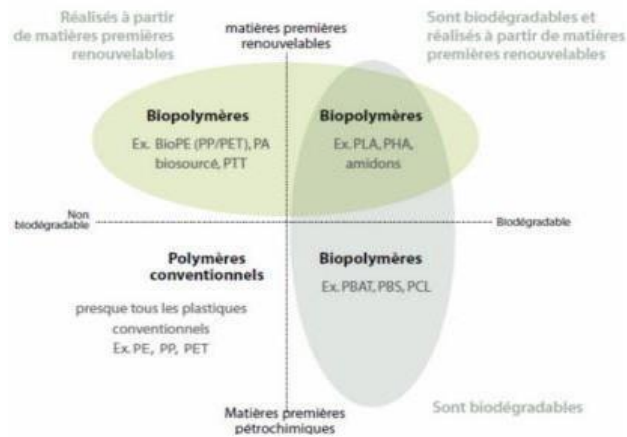 Réalisés à partir
de matières premières
renouvelables
matières premières
renouvelables
Sont biodégradables et
réalisés à partir de matières
premières renouvelables
Biopolymères
Ex. BioPE (PP/PET), PA
biosourcé, PTT
Biopolymères
Ex. PLA, PHA,
amidons
Non
biodégradable
Biodégradable
Polymères
conventionnels
presque tous les plastiques
conventionnels
Ex. PE, PP, PET
Biopolymères
Ex. PBAT, PBS, PCL
Matières premières
pétrochimiques
Sont biodégradables